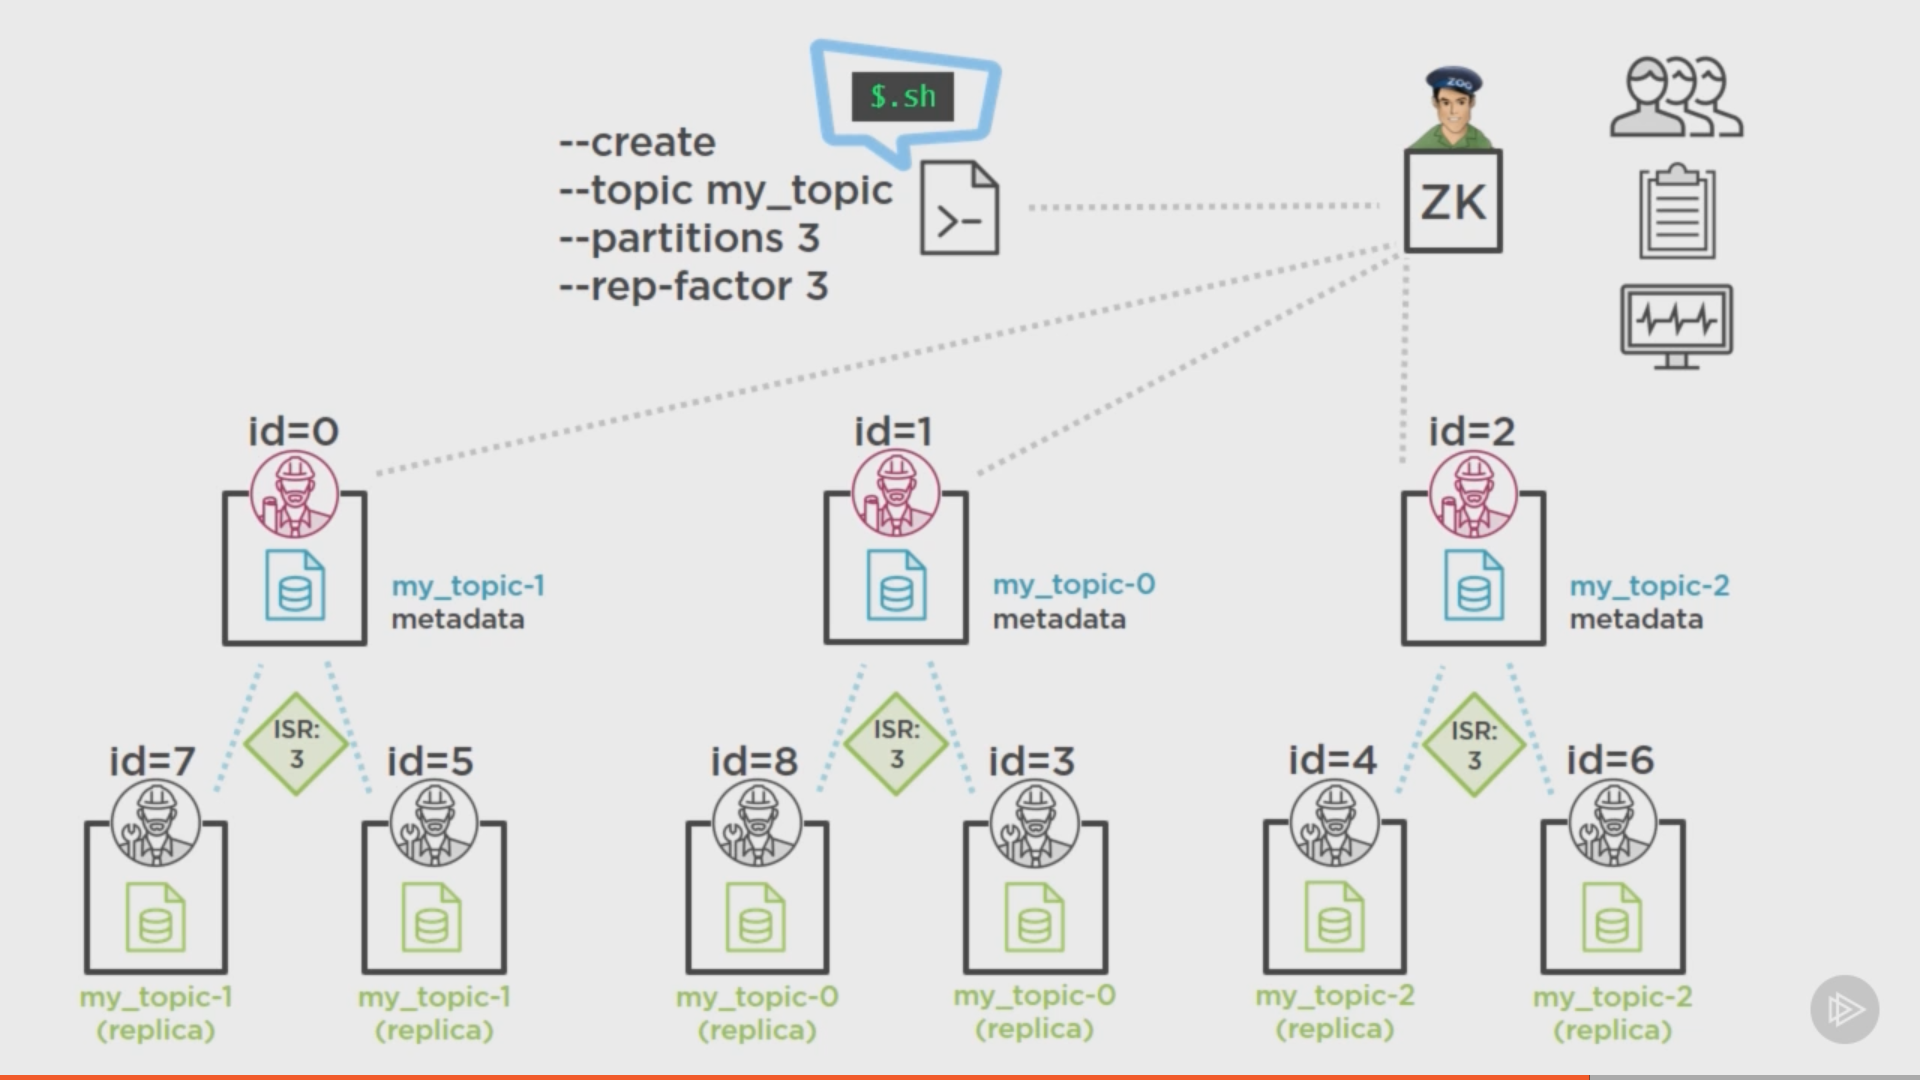 $.sh
--create
--topic my_topic
--partitions 3
--rep-factor 3
>-
ZOO
ZK
id=0
id=1
id=2
my_topic-1
metadata
my_topic-0
metadata
my_topic-2
metadata
ISR:
3
ISR:
3
ISR:
3
id=7
id=5
id=8
id=3
id=4
id=6
my_topic-1
(replica)
my_topic-1
(replica)
my_topic-0
(replica)
my_topic-0
(replica)
my_topic-2
(replica)
my_topic-2
(replica)